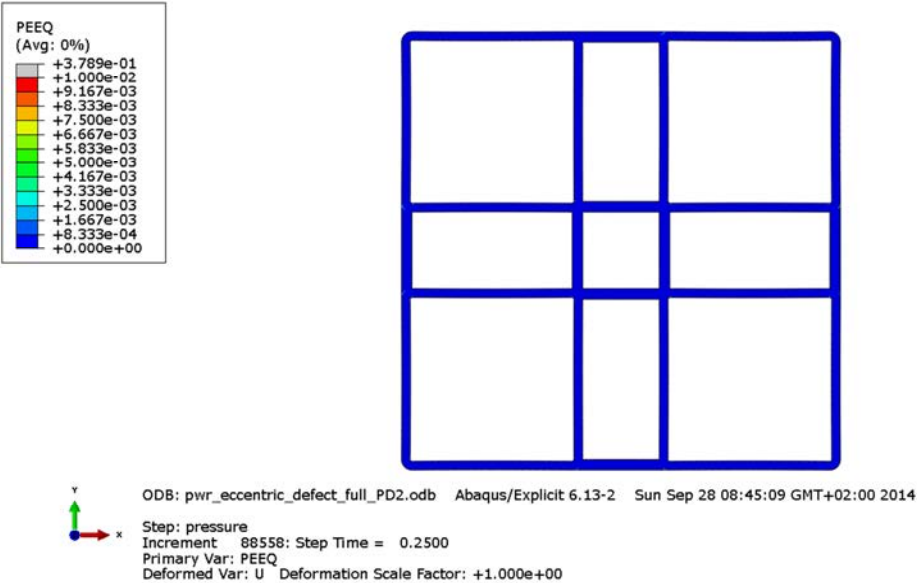 PEEQ
(Avg: 0%)
+3.789e-01
+1.000e-02
+9.167e-03
+8.333e-03
+7.500e-03
+6.667e-03
+5.833e-03
+5.000e-03
+4.167e-03
+3.333e-03
+2.500e-03
+1.667e-03
+8.333e-04
+0.000e+00
Y
X
ODB: pwr_eccentric_defect_full_PD2.odb Abaqus/Explicit 6.13-2 Sun Sep 28 08:45:09 GMT+02:00 2014
Step: pressure
Increment 88558: Step Time = 0.2500
Primary Var: PEEQ
Deformed Var: U Deformation Scale Factor: +1.000e+00